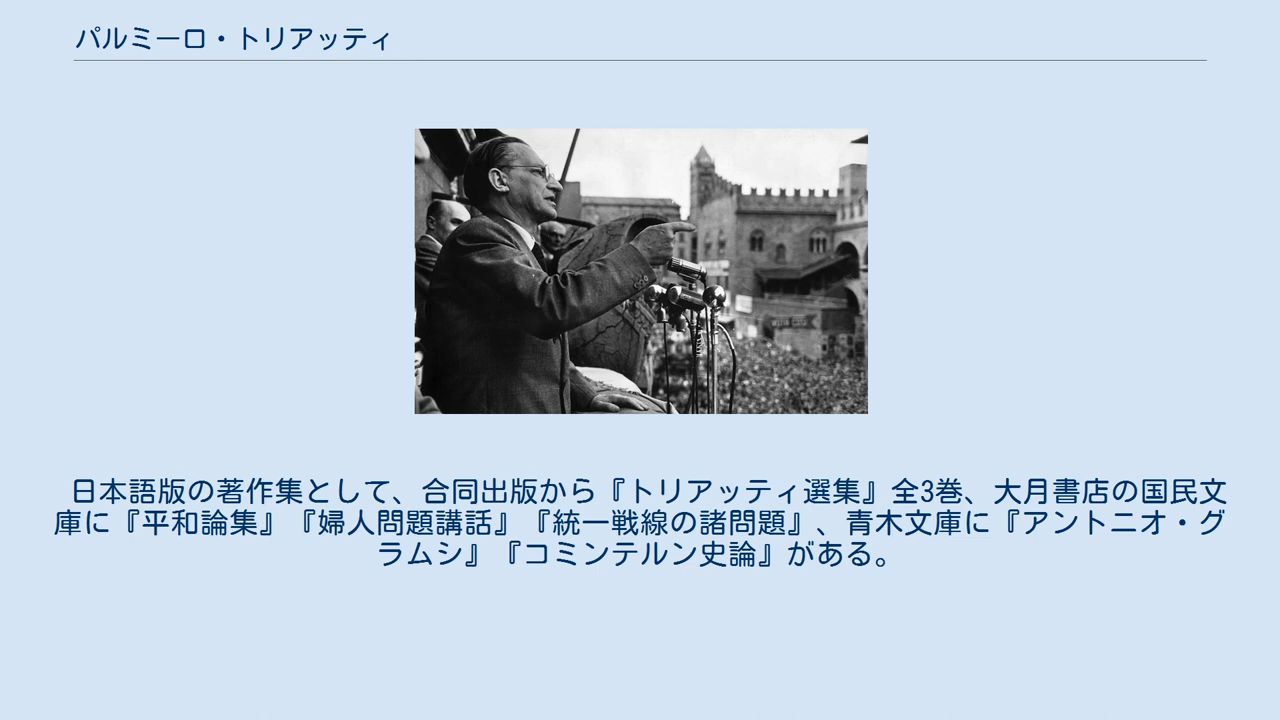 パルミーロ・トリアッティ
日本語版の著作集として、合同出版から『トリアッティ選集』全3巻、大月書店の国民文
庫に『平和論集』『婦人問題講話』『統一戦線の諸問題』、青木文庫に『アントニオ・グ
ラムシ』『コミンテルン史論』がある。